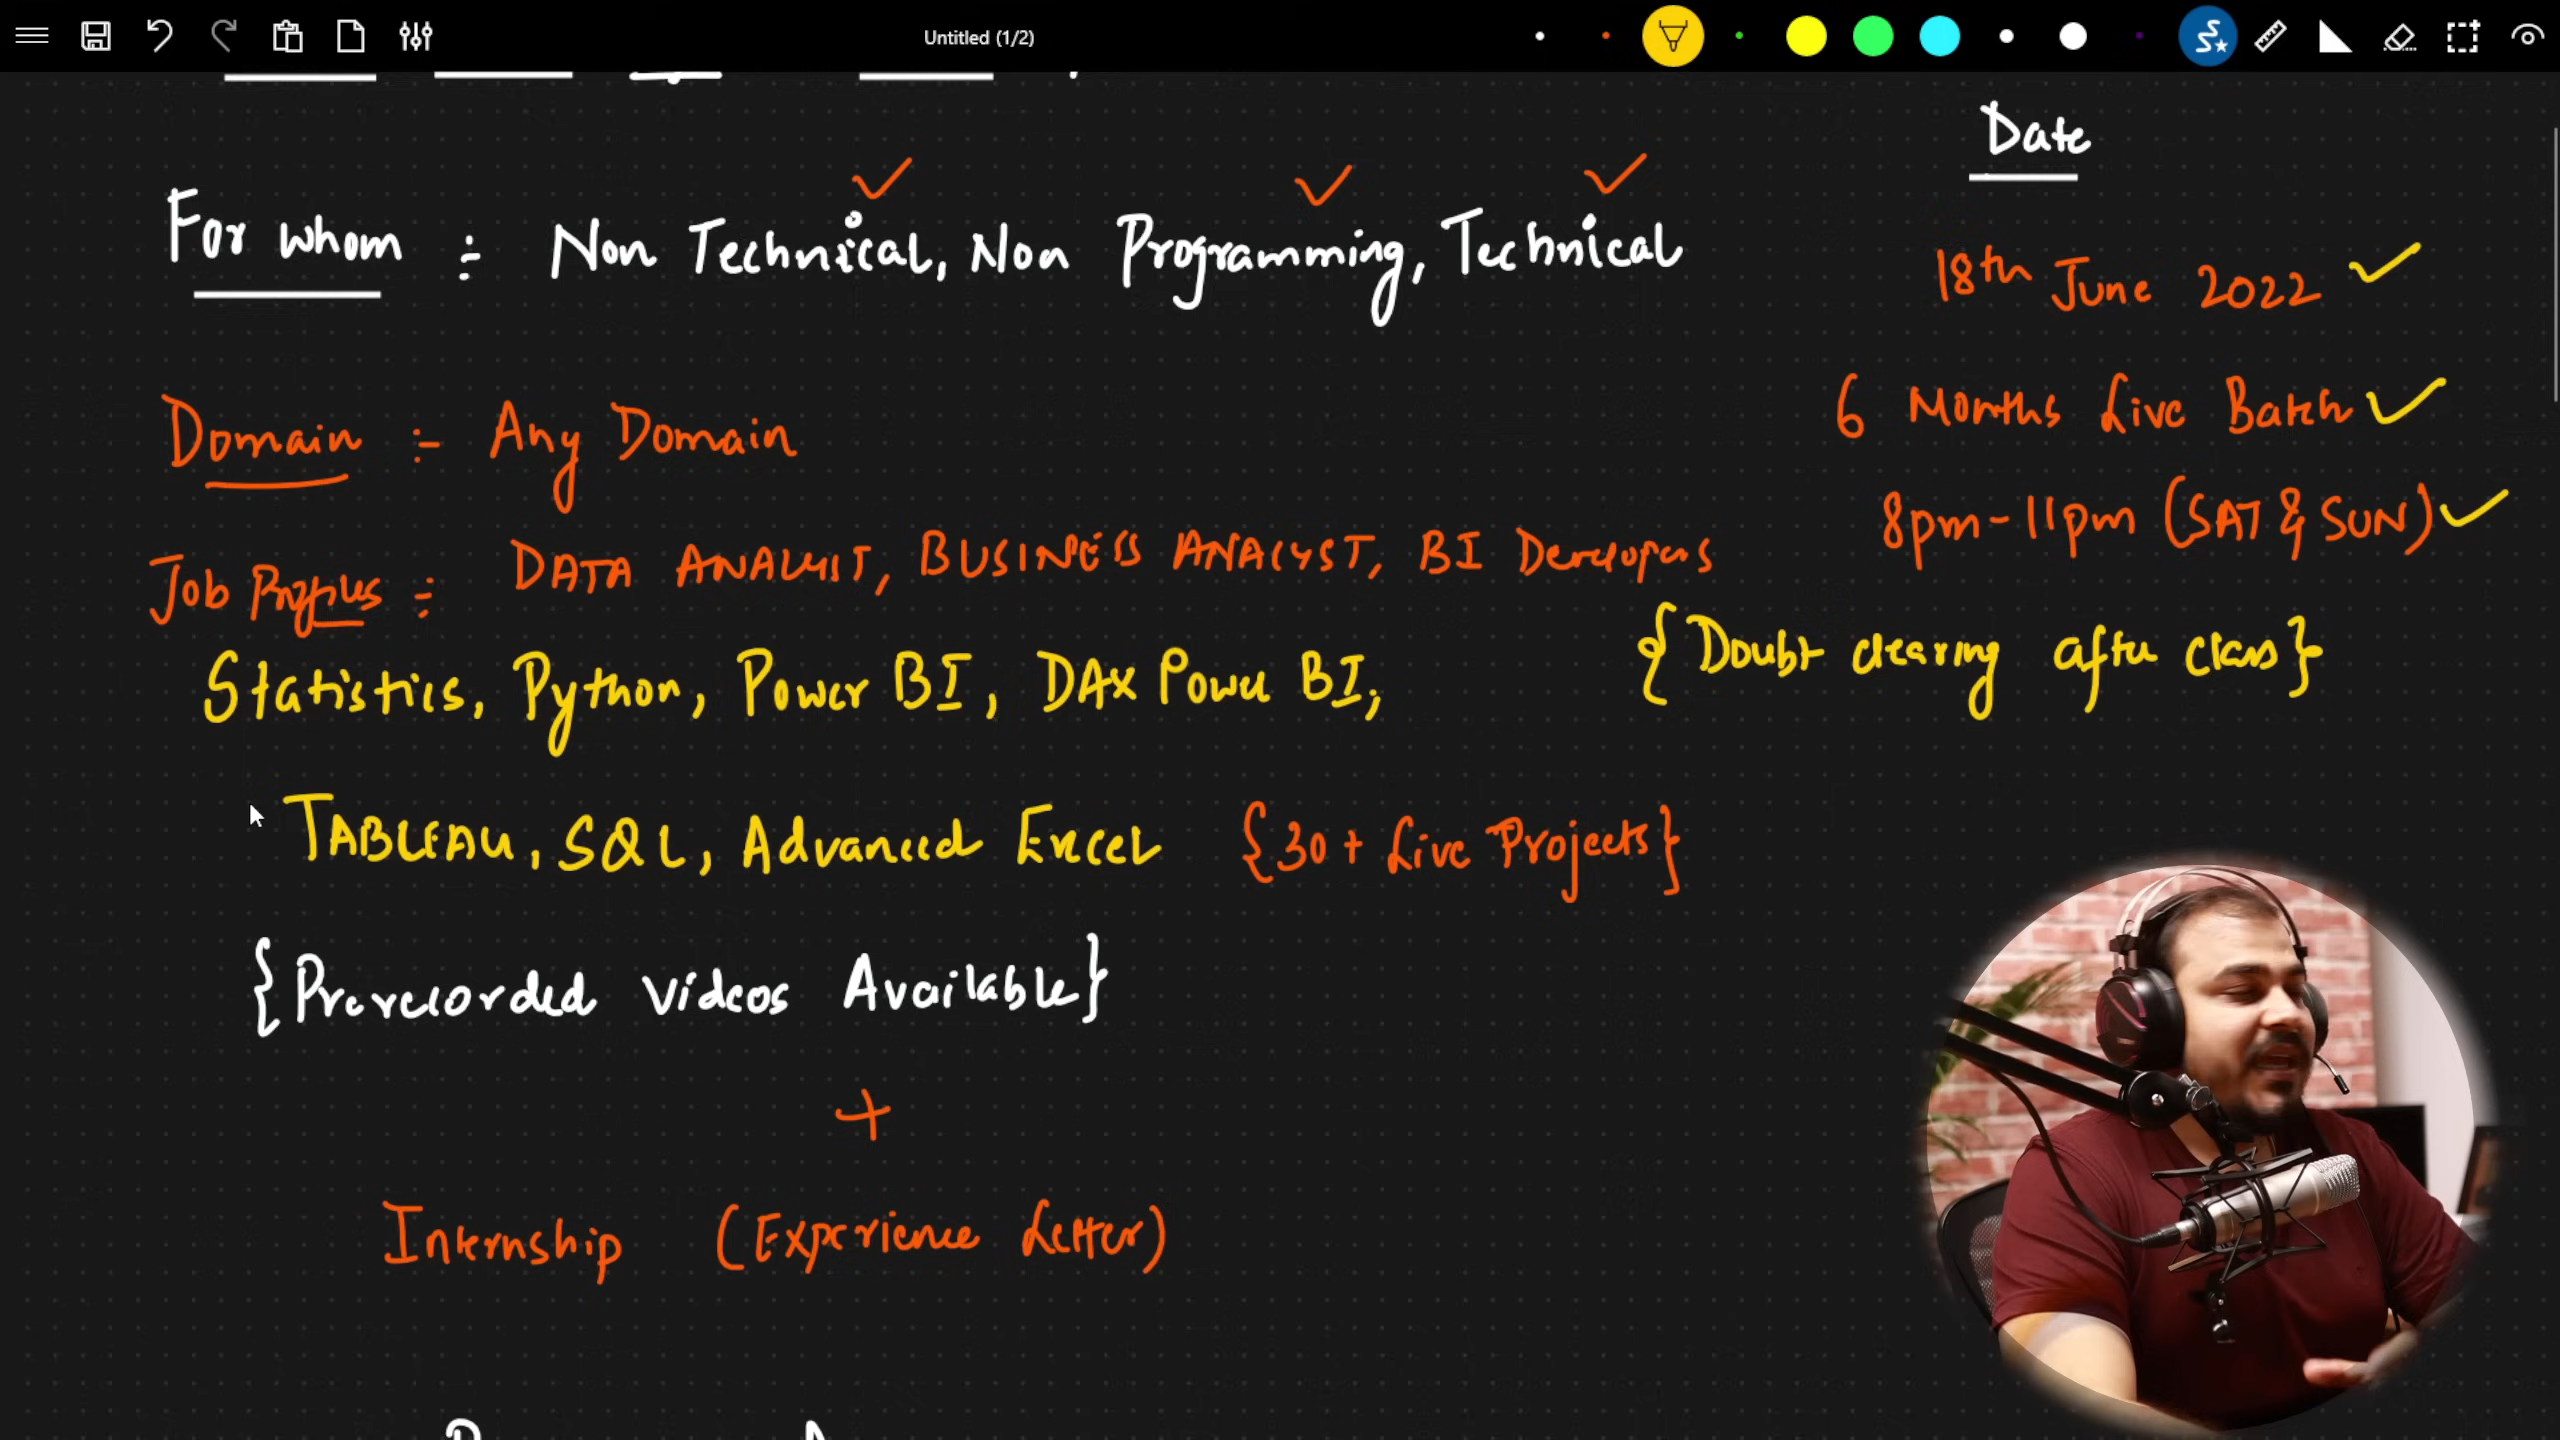 Untitled (1/2)
Date
For whom :- Non Technical, Non Programming, Technical
18th June 2022
6 Months Live Batch
Domain :- Any Domain
8pm-11pm (SAT & SUN)
Job Profiles :- DATA ANALYST, BUSINESS ANALYST, BI Developers
{Doubt clearing after class}
Statistics, Python, Power BI, DAX Power BI,
TABLEAU, SQL, Advanced Excel {30+ Live Projects}
{Prerecorded videos Available}
+
Internship (Experience Letter)